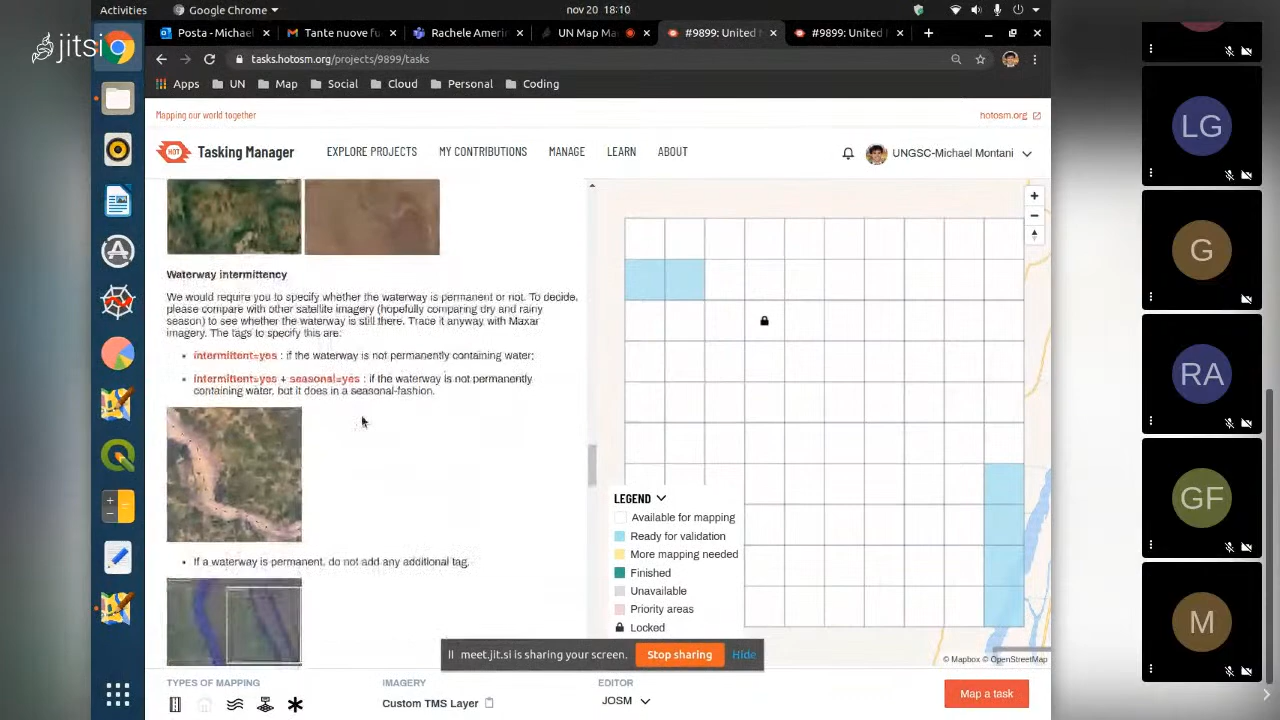 Activities
Google Chrome
nov 20 18:10
jitsi
Posta - Michael
Tante nuove fu
Rachele Amerir
UN Map Ma
#9899: United
#9899: United
tasks.hotosm.org/projects/9899/tasks
Apps
UN
Map
Social
Cloud
Personal
Coding
Mapping our world together
hotosm.org
HOT
Tasking Manager
EXPLORE PROJECTS
MY CONTRIBUTIONS
MANAGE
LEARN
ABOUT
UNGSC-Michael Montani
Waterway intermittency
We would require you to specify whether the waterway is permanent or not. To decide,
please compare with other satellite imagery (hopefully comparing dry and rainy
season) to see whether the waterway is still there. Trace it anyway with Maxar
imagery. The tags to specify this are:
intermittent=yes : if the waterway is not permanently containing water;
intermittent=yes + seasonal=yes : if the waterway is not permanently
containing water, but it does in a seasonal-fashion.
If a waterway is permanent, do not add any additional tag.
LEGEND
Available for mapping
Ready for validation
More mapping needed
Finished
Unavailable
Priority areas
Locked
© Mapbox © OpenStreetMap
meet.jit.si is sharing your screen.
Stop sharing
Hide
TYPES OF MAPPING
IMAGERY
Custom TMS Layer
EDITOR
JOSM
Map a task
LG
G
RA
GF
M